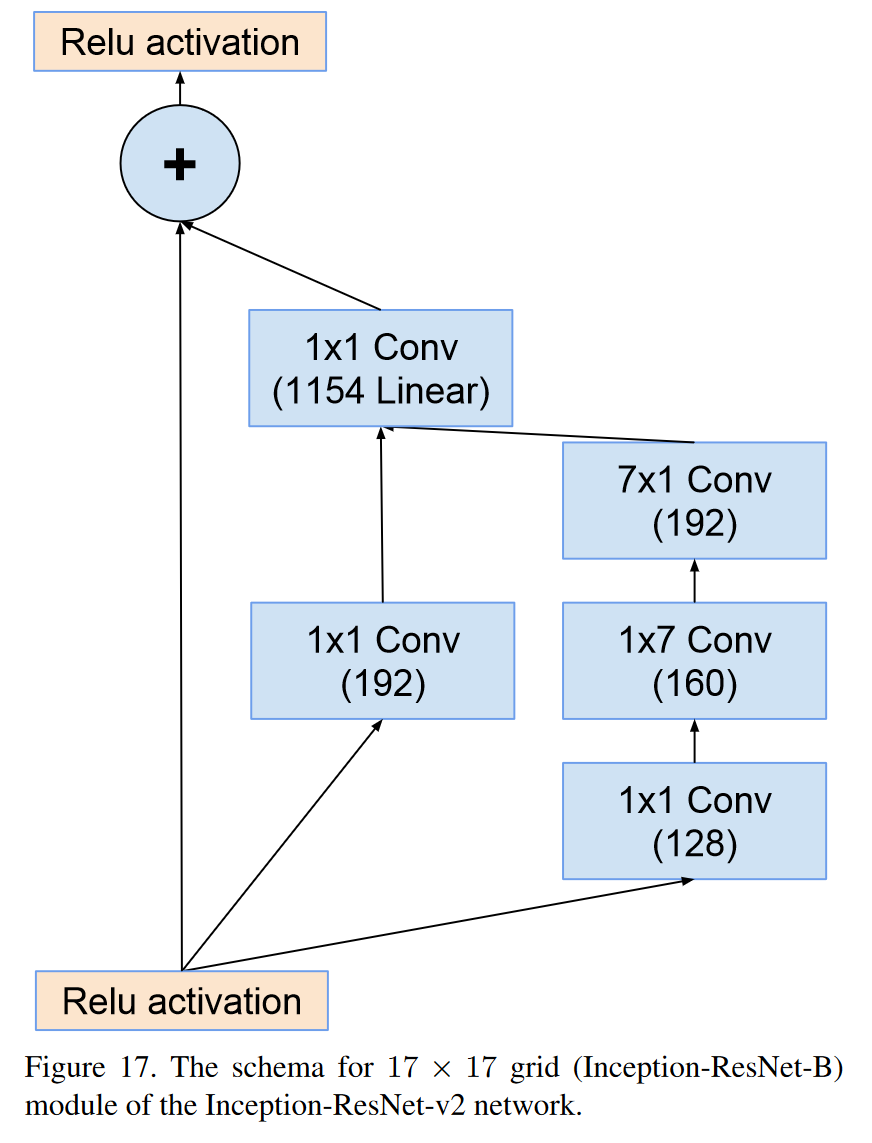 Relu activation
+
1x1 Conv
(1154 Linear)
7x1 Conv
(192)
1x1 Conv
(192)
1x7 Conv
(160)
1x1 Conv
(128)
Relu activation
Figure 17. The schema for 17 × 17 grid (Inception-ResNet-B)
module of the Inception-ResNet-v2 network.